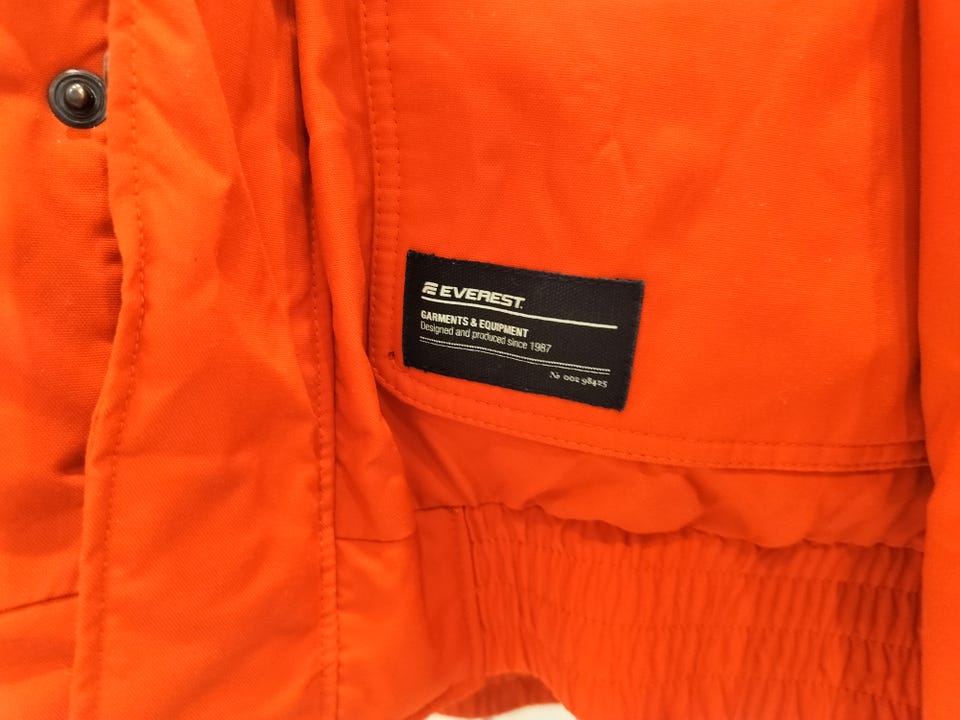 EVEREST.
GARMENTS & EQUIPMENT
Designed and produced since 1987
№ 002 98425